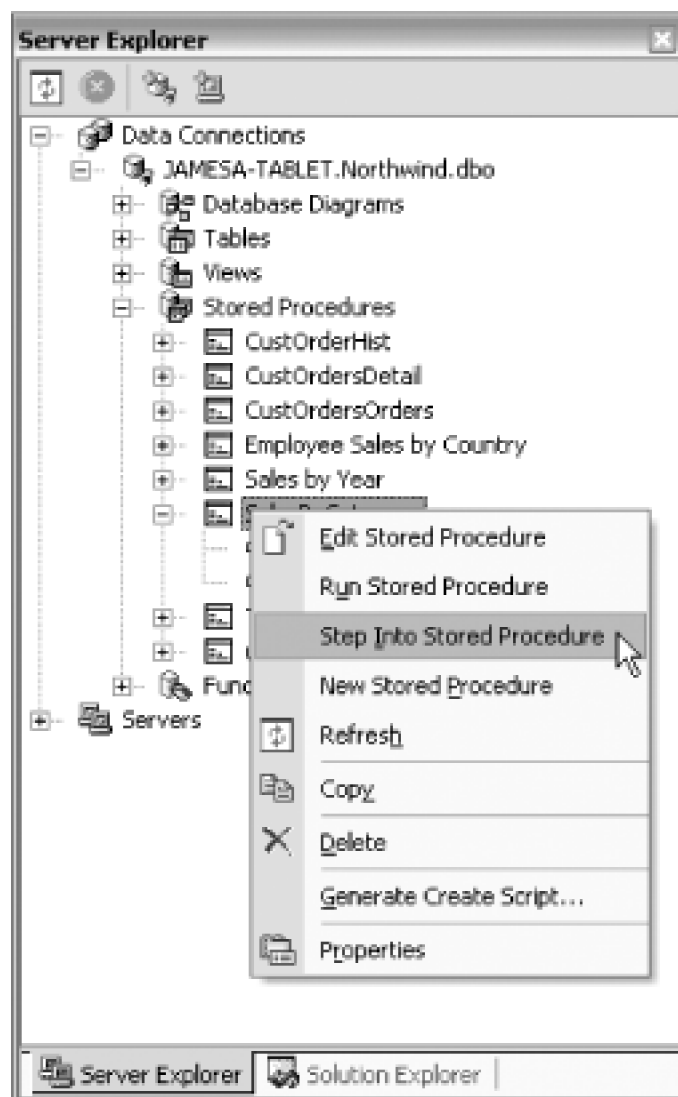 Server Explorer
Data Connections
JAMESA-TABLET.Northwind.dbo
Database Diagrams
Tables
Views
Stored Procedures
CustOrderHist
CustOrdersDetail
CustOrdersOrders
Employee Sales by Country
Sales by Year
Edit Stored Procedure
Run Stored Procedure
Step Into Stored Procedure
New Stored Procedure
Func
Servers
Refresh
Copy
Delete
Generate Create Script...
Properties
Server Explorer
Solution Explorer